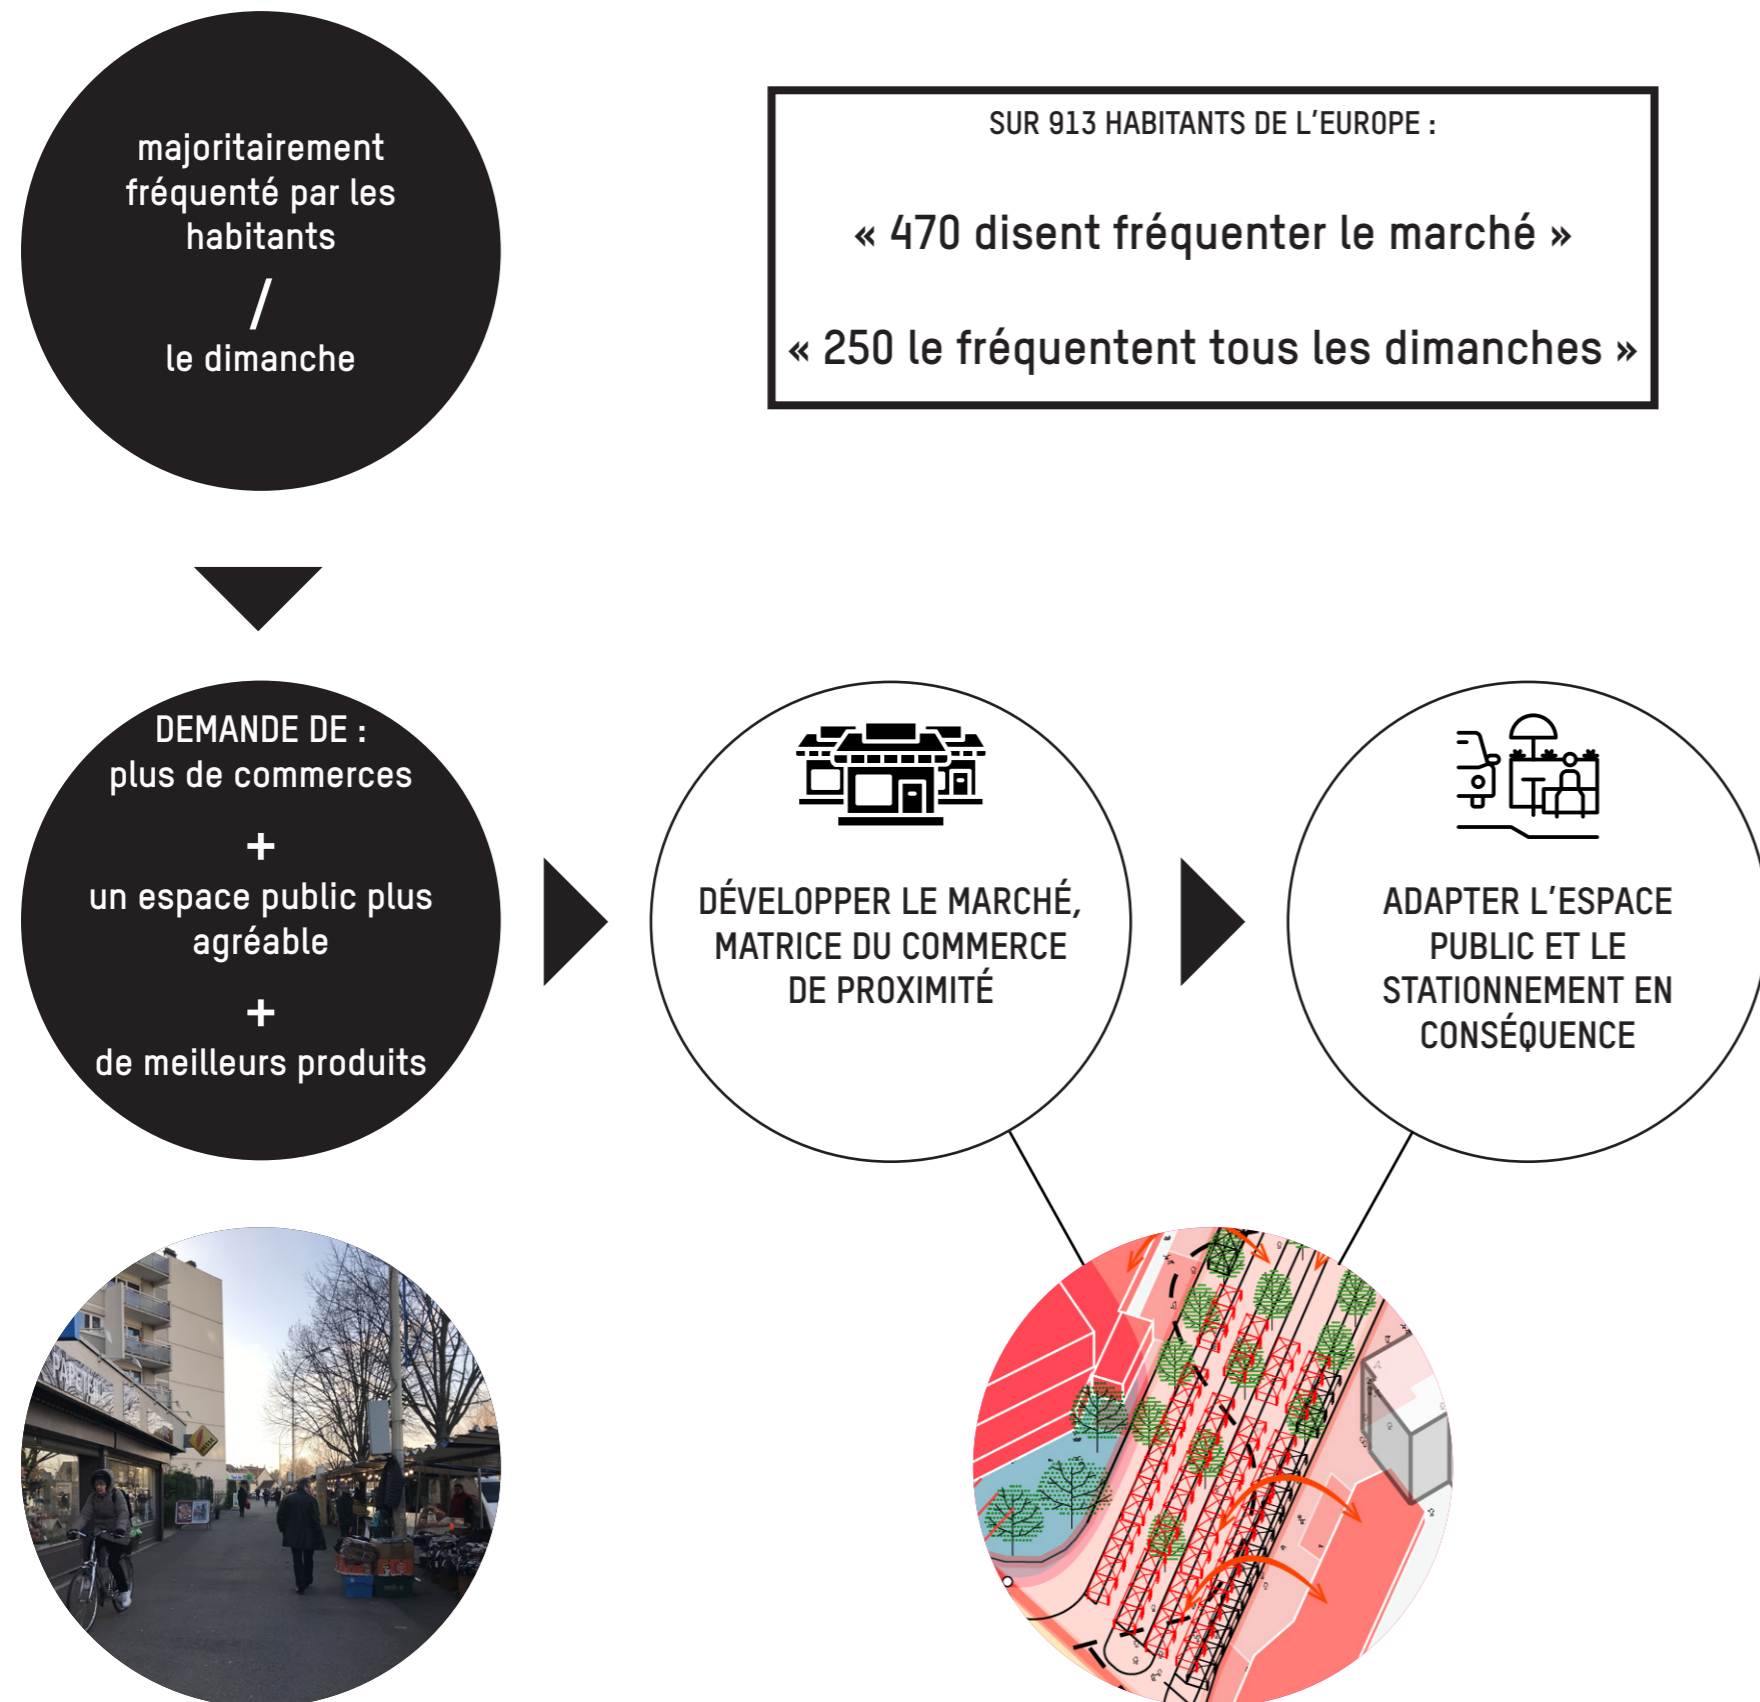 majoritairement
fréquenté par les
habitants
/
le dimanche
SUR 913 HABITANTS DE L'EUROPE :
« 470 disent fréquenter le marché »
« 250 le fréquentent tous les dimanches »
DEMANDE DE :
plus de commerces
+
un espace public plus
agréable
+
de meilleurs produits
DÉVELOPPER LE MARCHÉ,
MATRICE DU COMMERCE
DE PROXIMITÉ
ADAPTER L'ESPACE
PUBLIC ET LE
STATIONNEMENT EN
CONSÉQUENCE